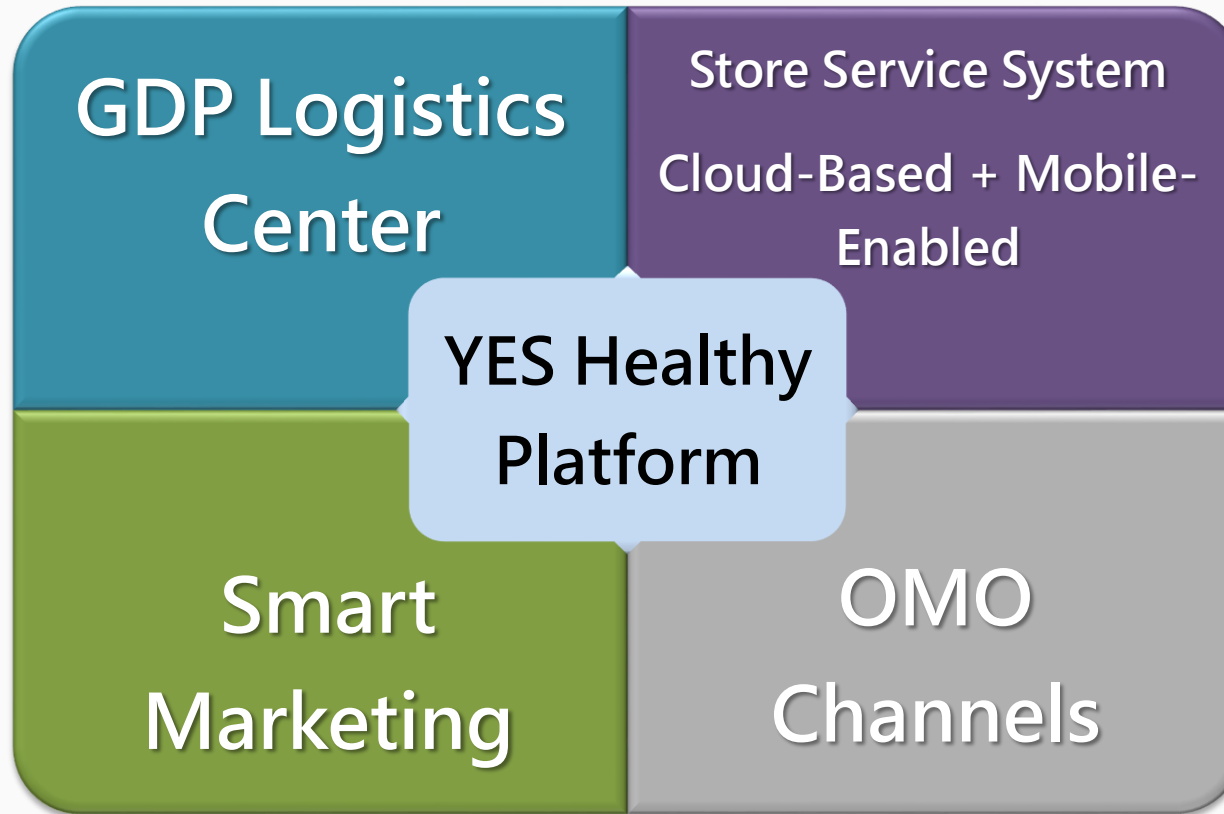 GDP Logistics
Center
Store Service System
Cloud-Based + Mobile-
Enabled
YES Healthy
Platform
Smart
Marketing
OMO
Channels